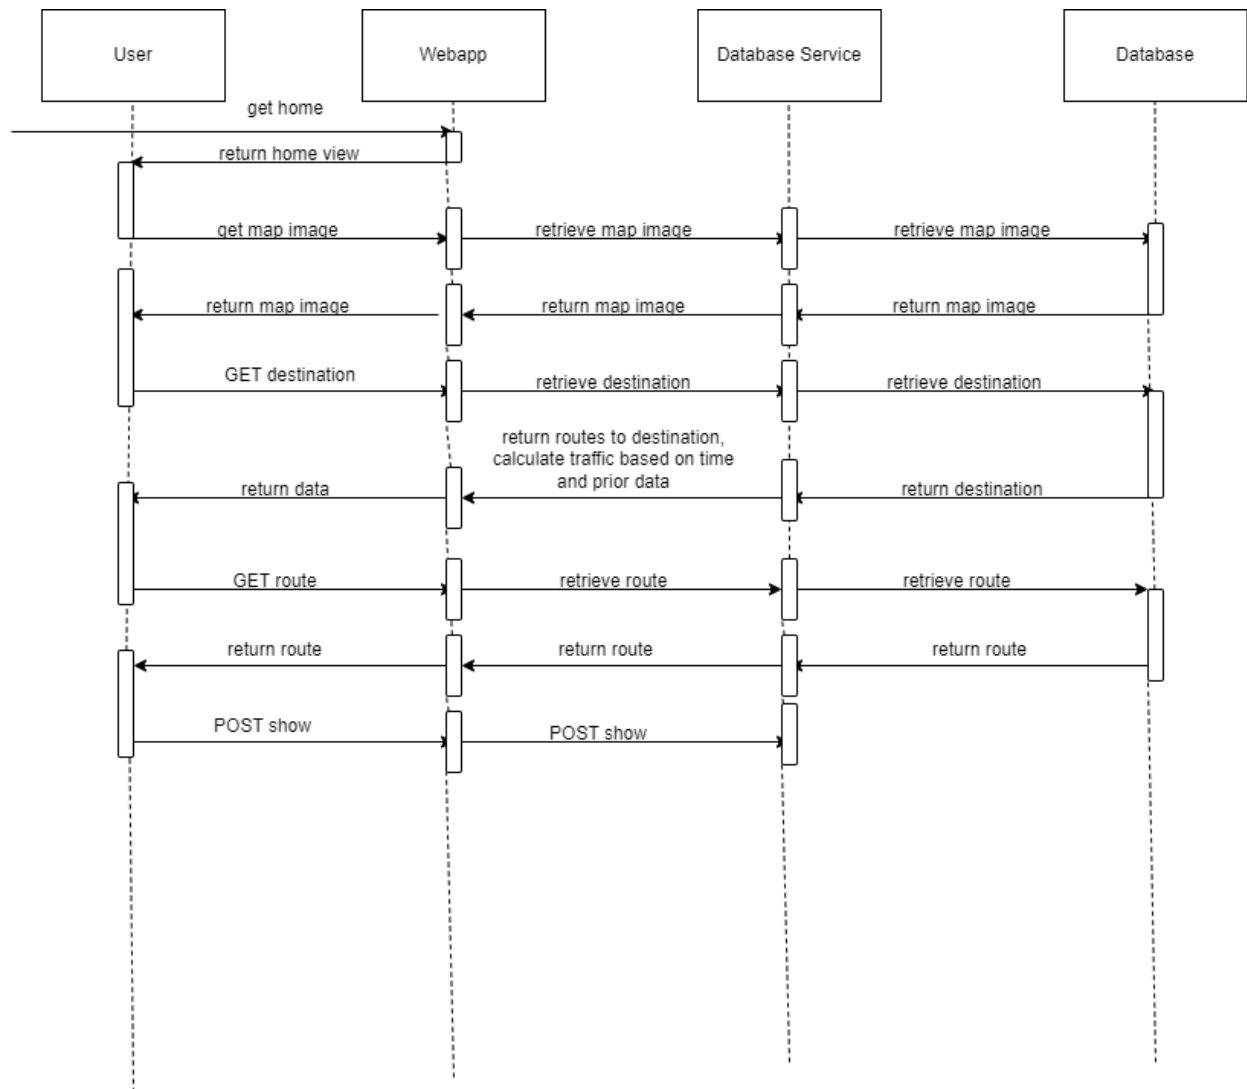 User
Webapp
Database Service
Database
get home
return home view
get map image
retrieve map image
retrieve map image
return map image
return map image
return map image
GET destination
retrieve destination
retrieve destination
return routes to destination,
calculate traffic based on time
and prior data
return data
return destination
GET route
retrieve route
retrieve route
return route
return route
return route
POST show
POST show